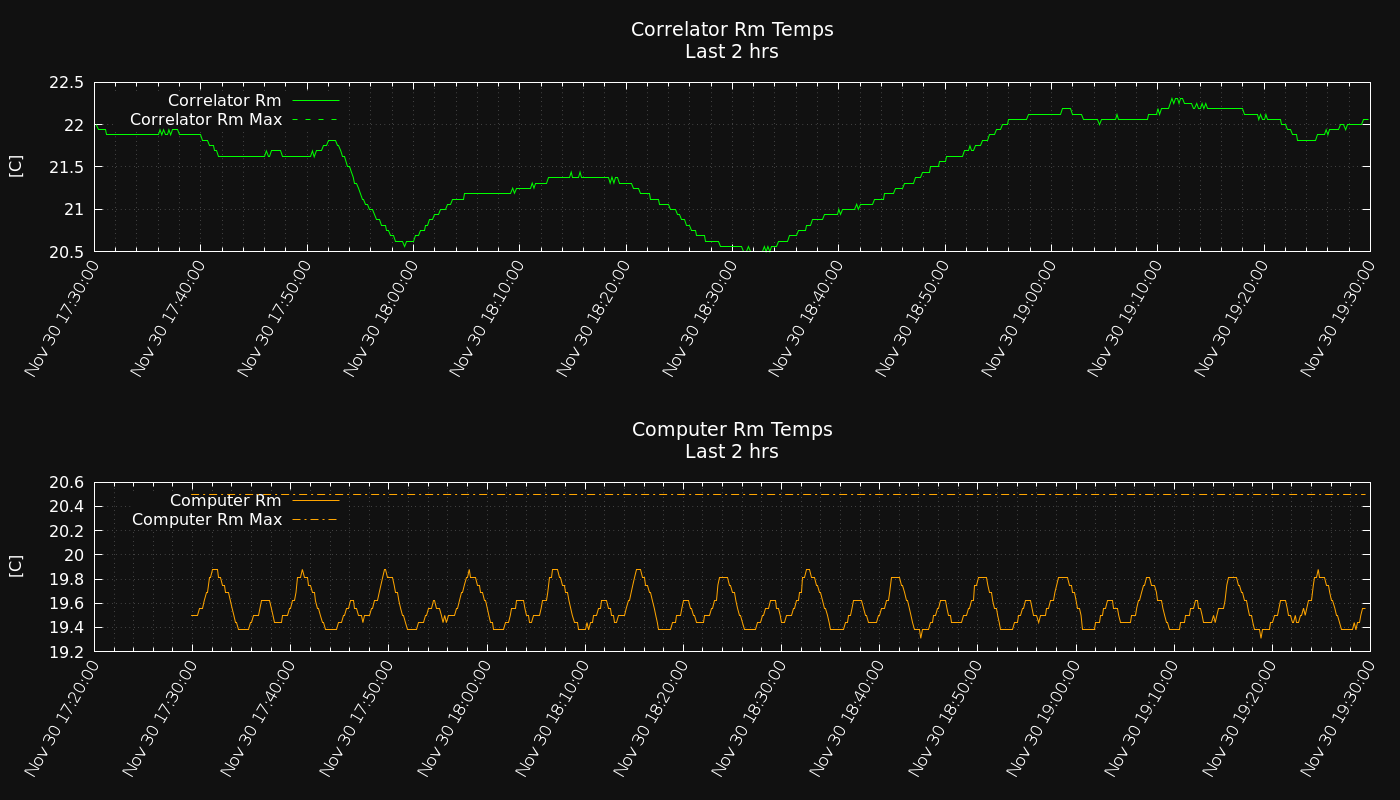 Correlator Rm Temps
Last 2 hrs
22.5
22
21.5
21
20.5
[C]
Correlator Rm
Correlator Rm Max
Nov 30 17:30:00
Nov 30 17:40:00
Nov 30 17:50:00
Nov 30 18:00:00
Nov 30 18:10:00
Nov 30 18:20:00
Nov 30 18:30:00
Nov 30 18:40:00
Nov 30 18:50:00
Nov 30 19:00:00
Nov 30 19:10:00
Nov 30 19:20:00
Nov 30 19:30:00
Computer Rm Temps
Last 2 hrs
20.6
20.4
20.2
20
19.8
19.6
19.4
19.2
[C]
Computer Rm
Computer Rm Max
Nov 30 17:20:00
Nov 30 17:30:00
Nov 30 17:40:00
Nov 30 17:50:00
Nov 30 18:00:00
Nov 30 18:10:00
Nov 30 18:20:00
Nov 30 18:30:00
Nov 30 18:40:00
Nov 30 18:50:00
Nov 30 19:00:00
Nov 30 19:10:00
Nov 30 19:20:00
Nov 30 19:30:00